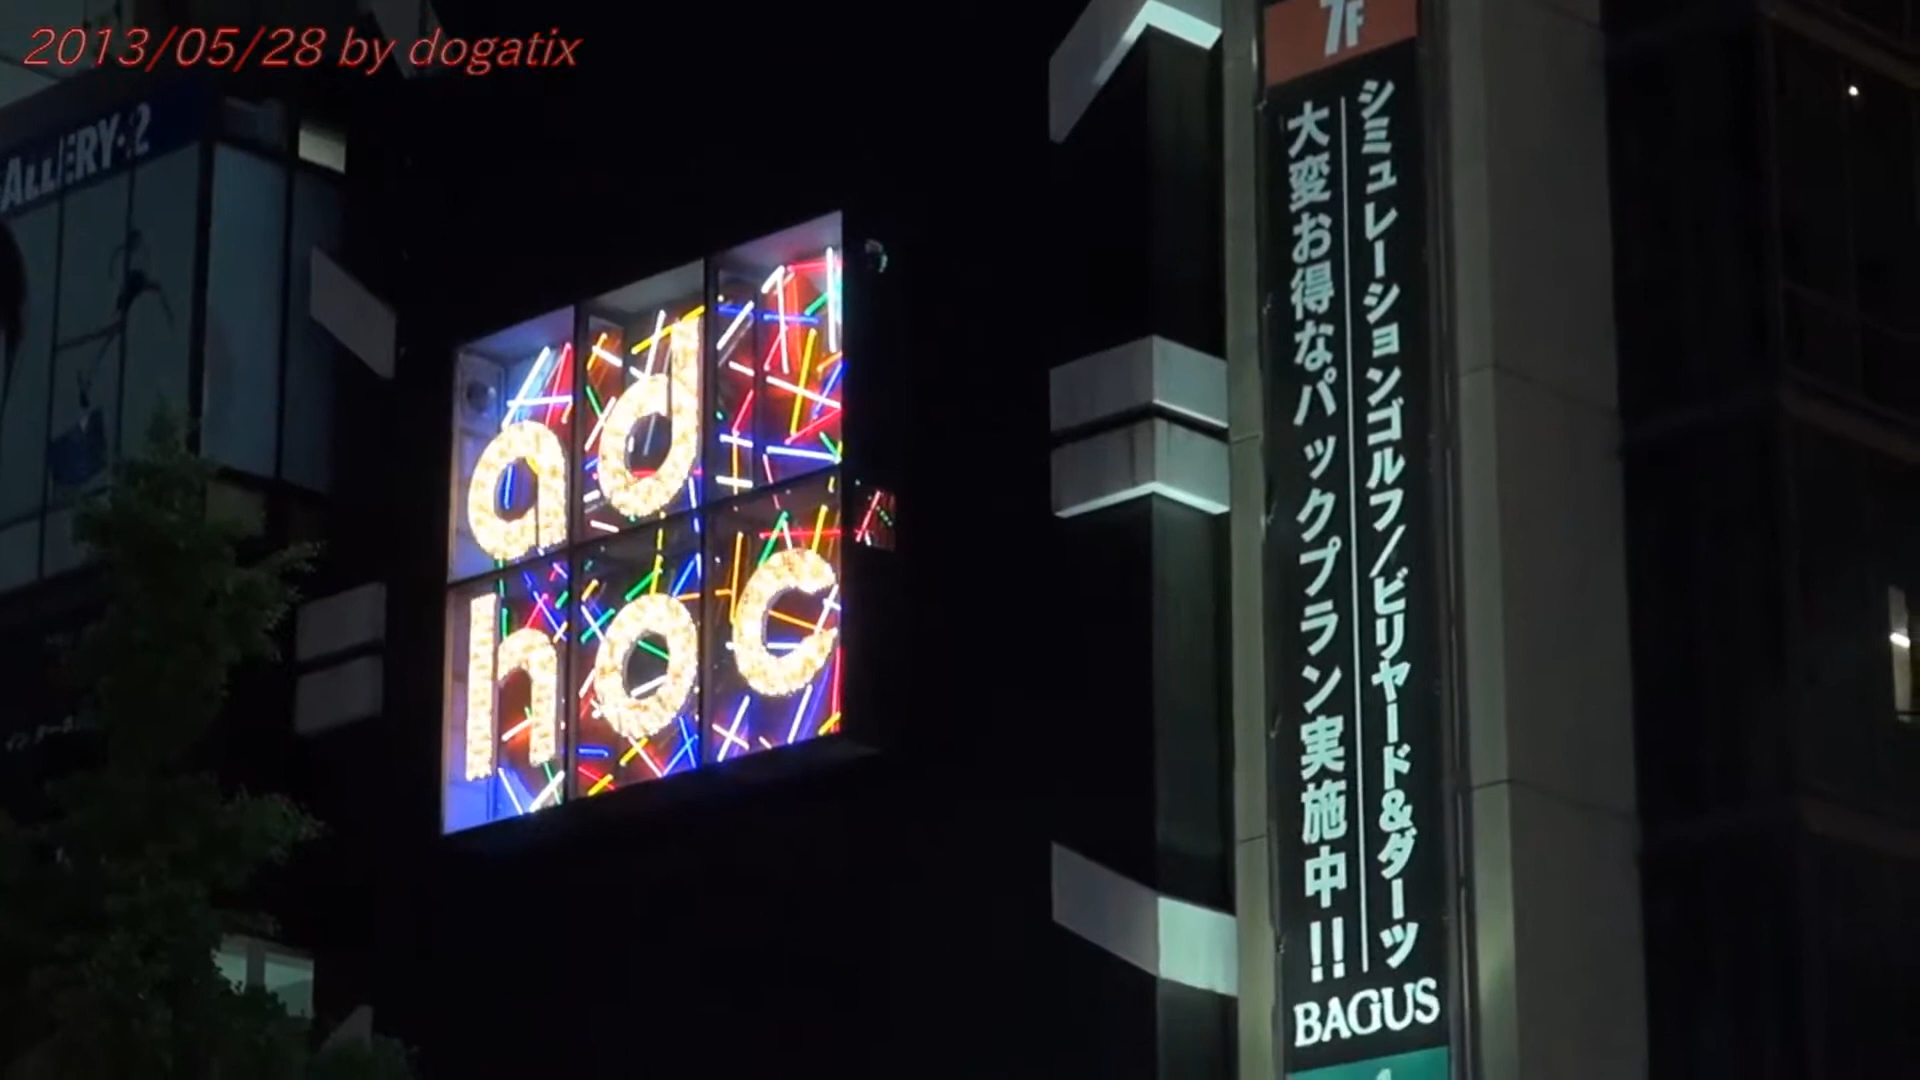 2013/05/28 by dogatix
ALLERY・2
ad
hoc
7F
シミュレーションゴルフ/ビリヤード&ダーツ
大変お得なパックプラン実施中!!
BAGUS